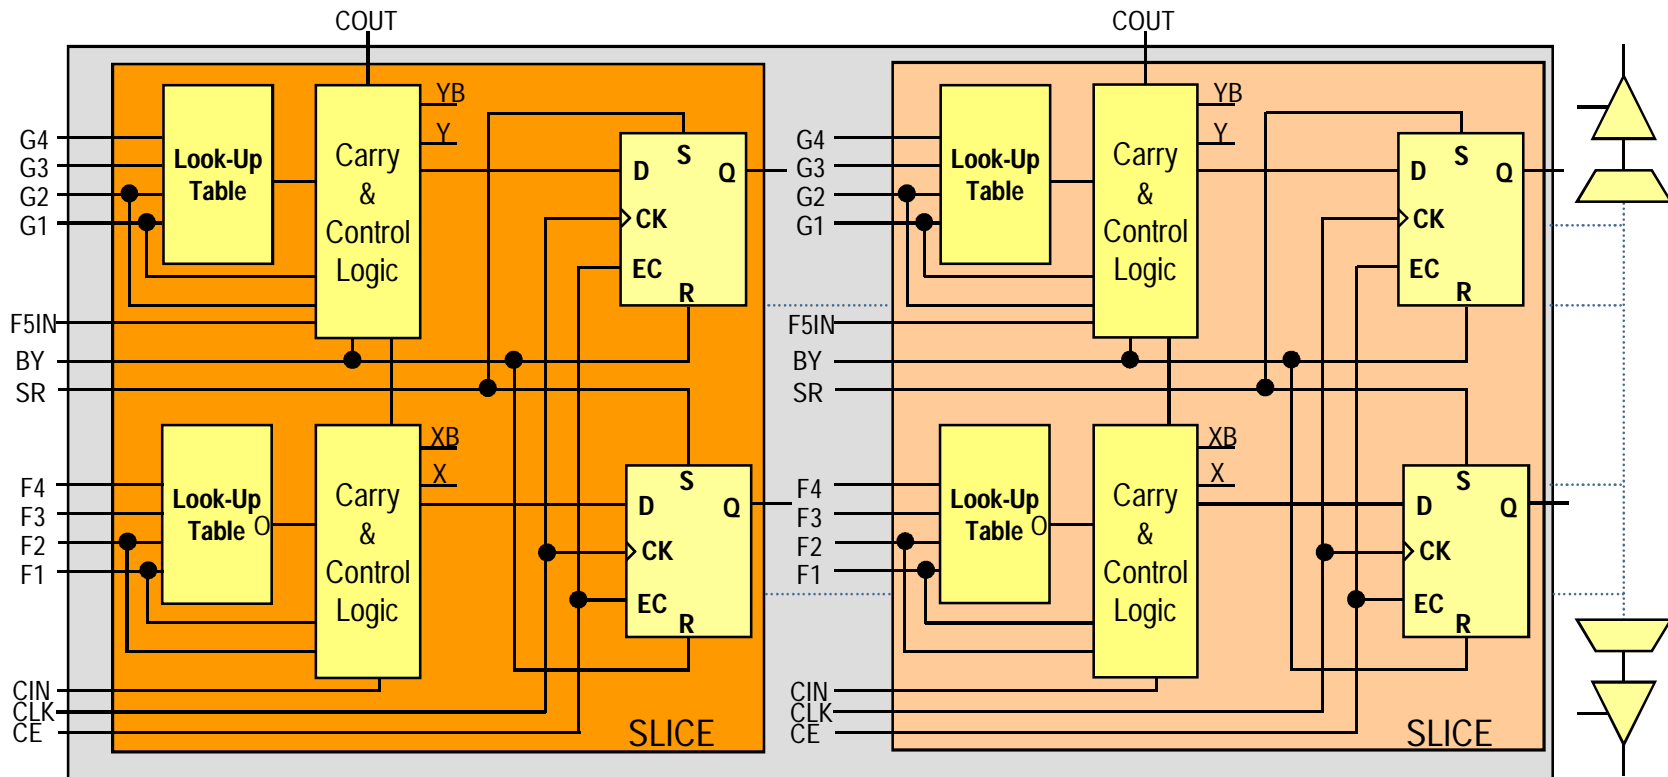 COUT
COUT
YB
YB
G4
Look-Up
Table
Carry
&
Control
Logic
Y
S
D
Q
G3
G2
G1
CK
EC
R
F5IN
BY
SR
G4
Look-Up
Table
Carry
&
Control
Logic
Y
S
D
Q
G3
G2
G1
CK
EC
R
F5IN
BY
SR
XB
X
F4
Look-Up
Table O
Carry
&
Control
Logic
S
D
Q
F3
F2
F1
CK
EC
R
CIN
CLK
CE
SLICE
XB
X
F4
Look-Up
Table O
Carry
&
Control
Logic
S
D
Q
F3
F2
F1
CK
EC
R
CIN
CLK
CE
SLICE